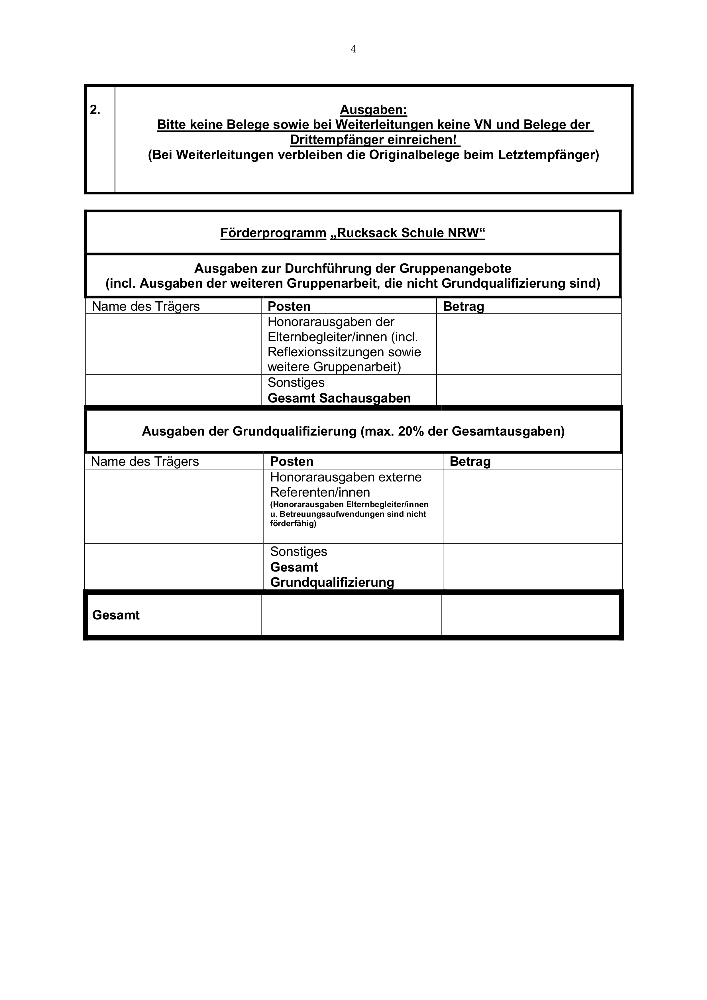 4
2.
Ausgaben:
Bitte keine Belege sowie bei Weiterleitungen keine VN und Belege der
Drittempfänger einreichen!
(Bei Weiterleitungen verbleiben die Originalbelege beim Letztempfänger)
Förderprogramm „Rucksack Schule NRW“
Ausgaben zur Durchführung der Gruppenangebote
(incl. Ausgaben der weiteren Gruppenarbeit, die nicht Grundqualifizierung sind)
Name des Trägers Posten Betrag
Honorarausgaben der
Elternbegleiter/innen (incl.
Reflexionssitzungen sowie
weitere Gruppenarbeit)
Sonstiges
Gesamt Sachausgaben
Ausgaben der Grundqualifizierung (max. 20% der Gesamtausgaben)
Name des Trägers Posten Betrag
Honorarausgaben externe
Referenten/innen
(Honorarausgaben Elternbegleiter/innen
u. Betreuungsaufwendungen sind nicht
förderfähig)
Sonstiges
Gesamt
Grundqualifizierung
Gesamt